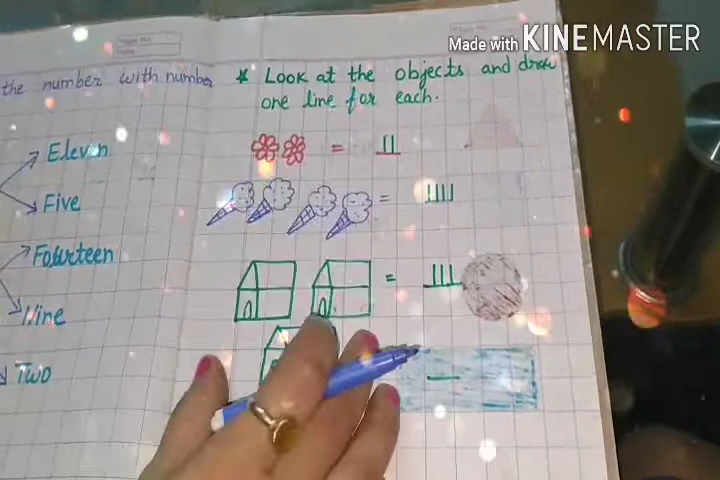 Made with KINEMASTER
the number with number
Eleven
Five
Fourteen
Nine
Two
* Look at the objects and draw
one line for each.
=
=
=